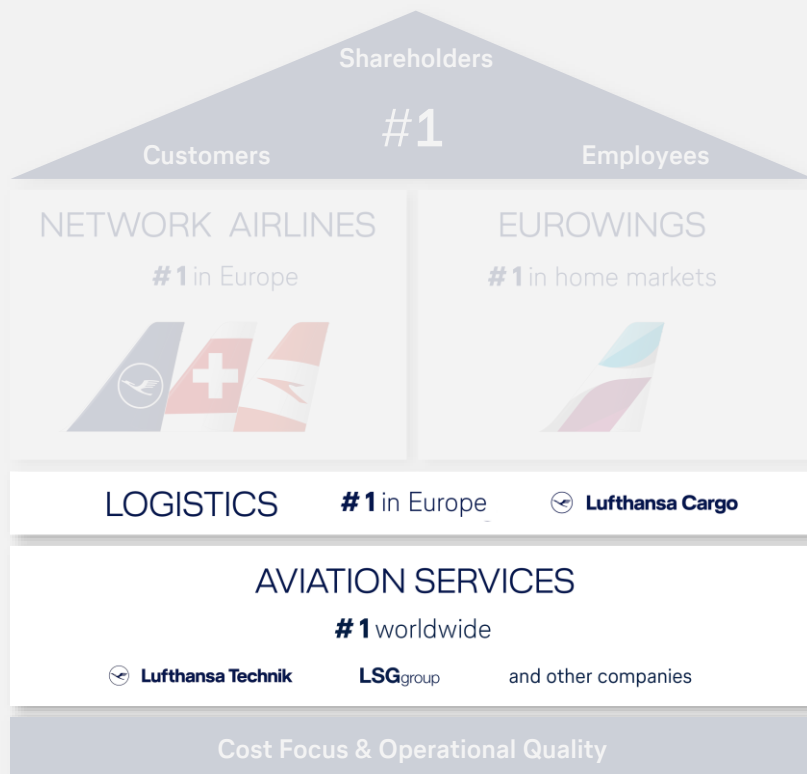 Shareholders
#1
Customers
Employees
NETWORK AIRLINES
#1 in Europe
EUROWINGS
#1 in home markets
LOGISTICS
#1 in Europe
Lufthansa Cargo
AVIATION SERVICES
#1 worldwide
Lufthansa Technik
LSGgroup
and other companies
Cost Focus & Operational Quality